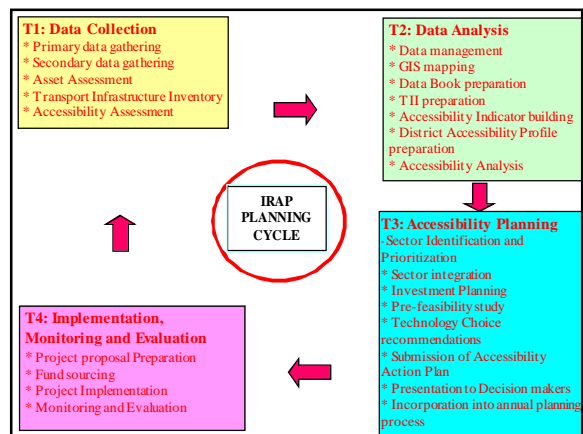 T1: Data Collection
* Primary data gathering
* Secondary data gathering
* Asset Assessment
* Transport Infrastructure Inventory
* Accessibility Assessment
T2: Data Analysis
* Data management
* GIS mapping
* Data Book preparation
* TII preparation
* Accessibility Indicator building
* District Accessibility Profile
preparation
* Accessibility Analysis
IRAP
PLANNING
CYCLE
T3: Accessibility Planning
-Sector Identification and
Prioritization
* Sector integration
* Investment Planning
* Pre-feasibility study
* Technology Choice
recommendations
* Submission of Accessibility
Action Plan
* Presentation to Decision makers
* Incorporation into annual planning
process
T4: Implementation,
Monitoring and Evaluation
* Project proposal Preparation
* Fund sourcing
* Project Implementation
* Monitoring and Evaluation